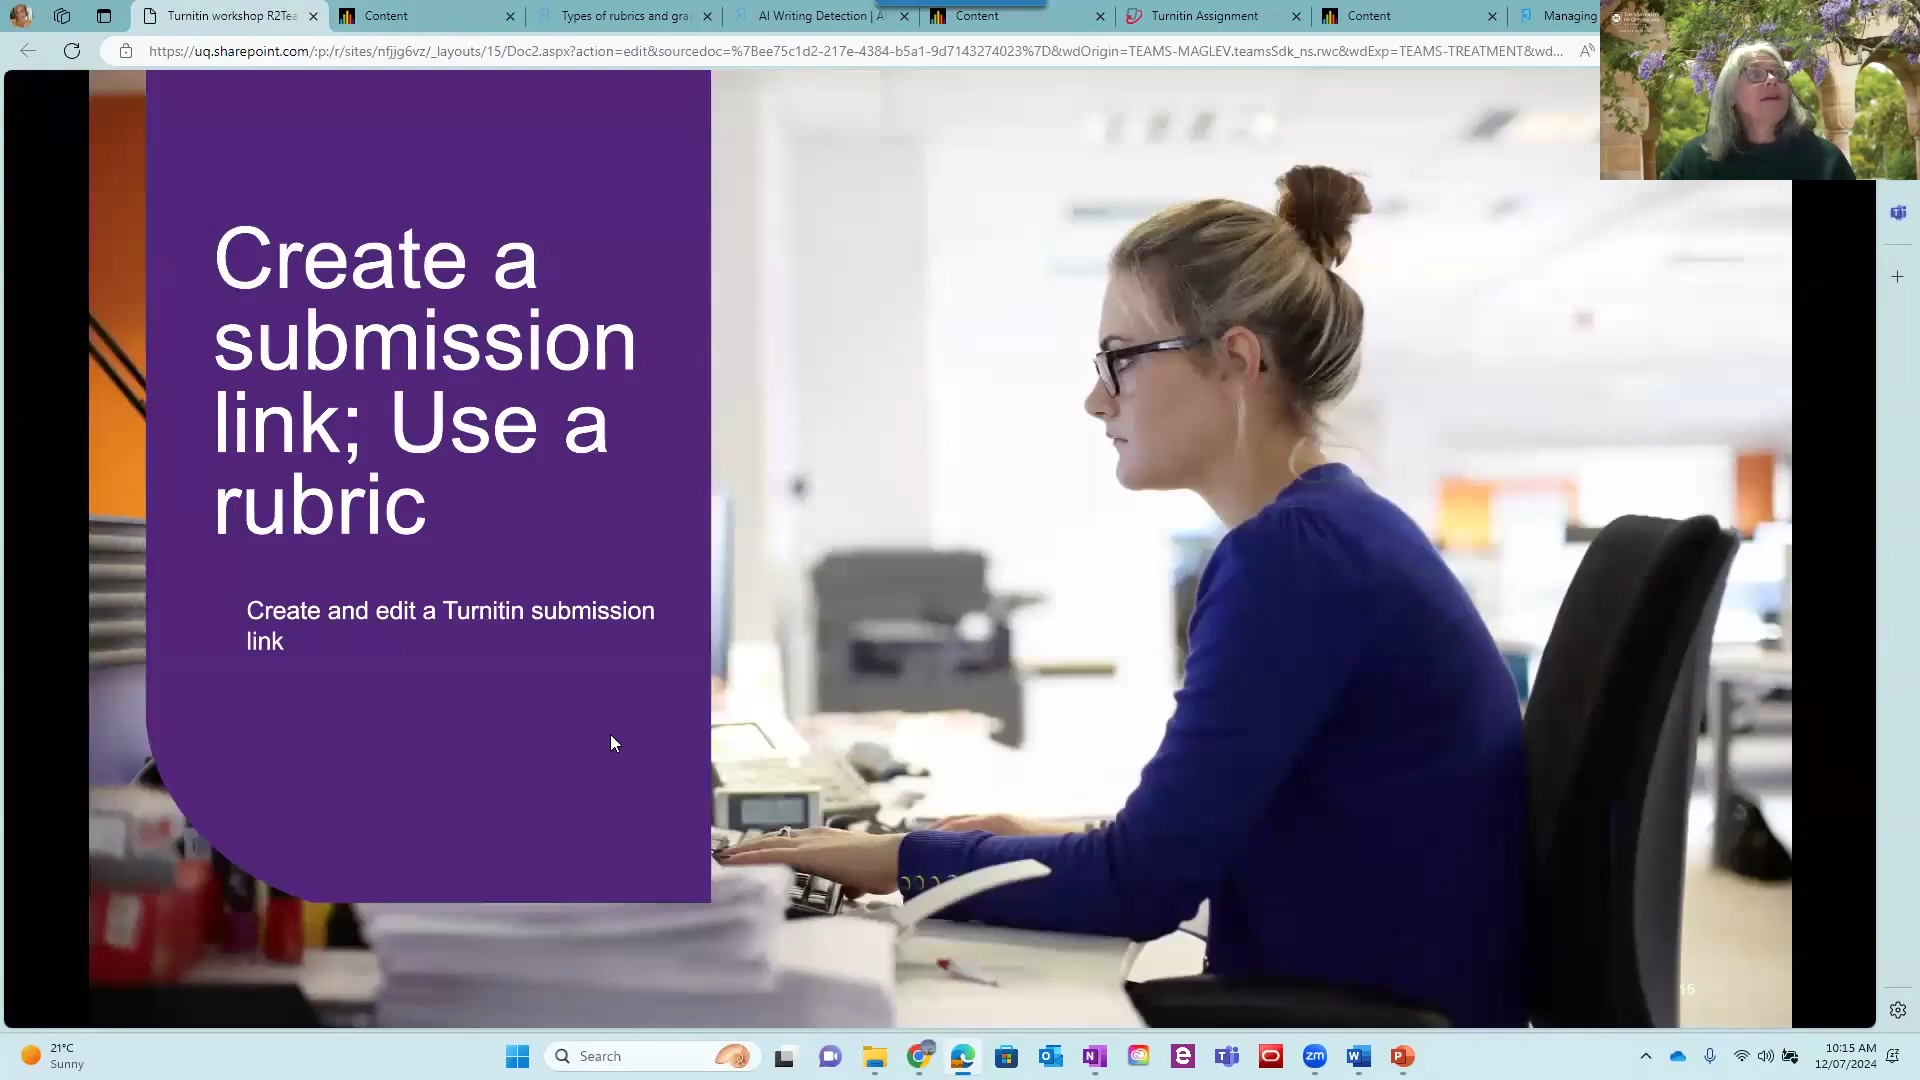 Turnitin workshop R2Tea
Content
Types of rubrics and gra
AI Writing Detection | A
Content
Turnitin Assignment
Content
Managing
https://uq.sharepoint.com/:p:/r/sites/nfjjg6vz/_layouts/15/Doc2.aspx?action=edit&sourcedoc=%7Bee75c1d2-217e-4384-b5a1-9d7143274023%7D&wdOrigin=TEAMS-MAGLEV.teamsSdk_ns.rwc&wdExp=TEAMS-TREATMENT&wd...
Create a
submission
link; Use a
rubric
Create and edit a Turnitin submission
link
15
21°C
Sunny
Search
zm
10:15 AM
12/07/2024